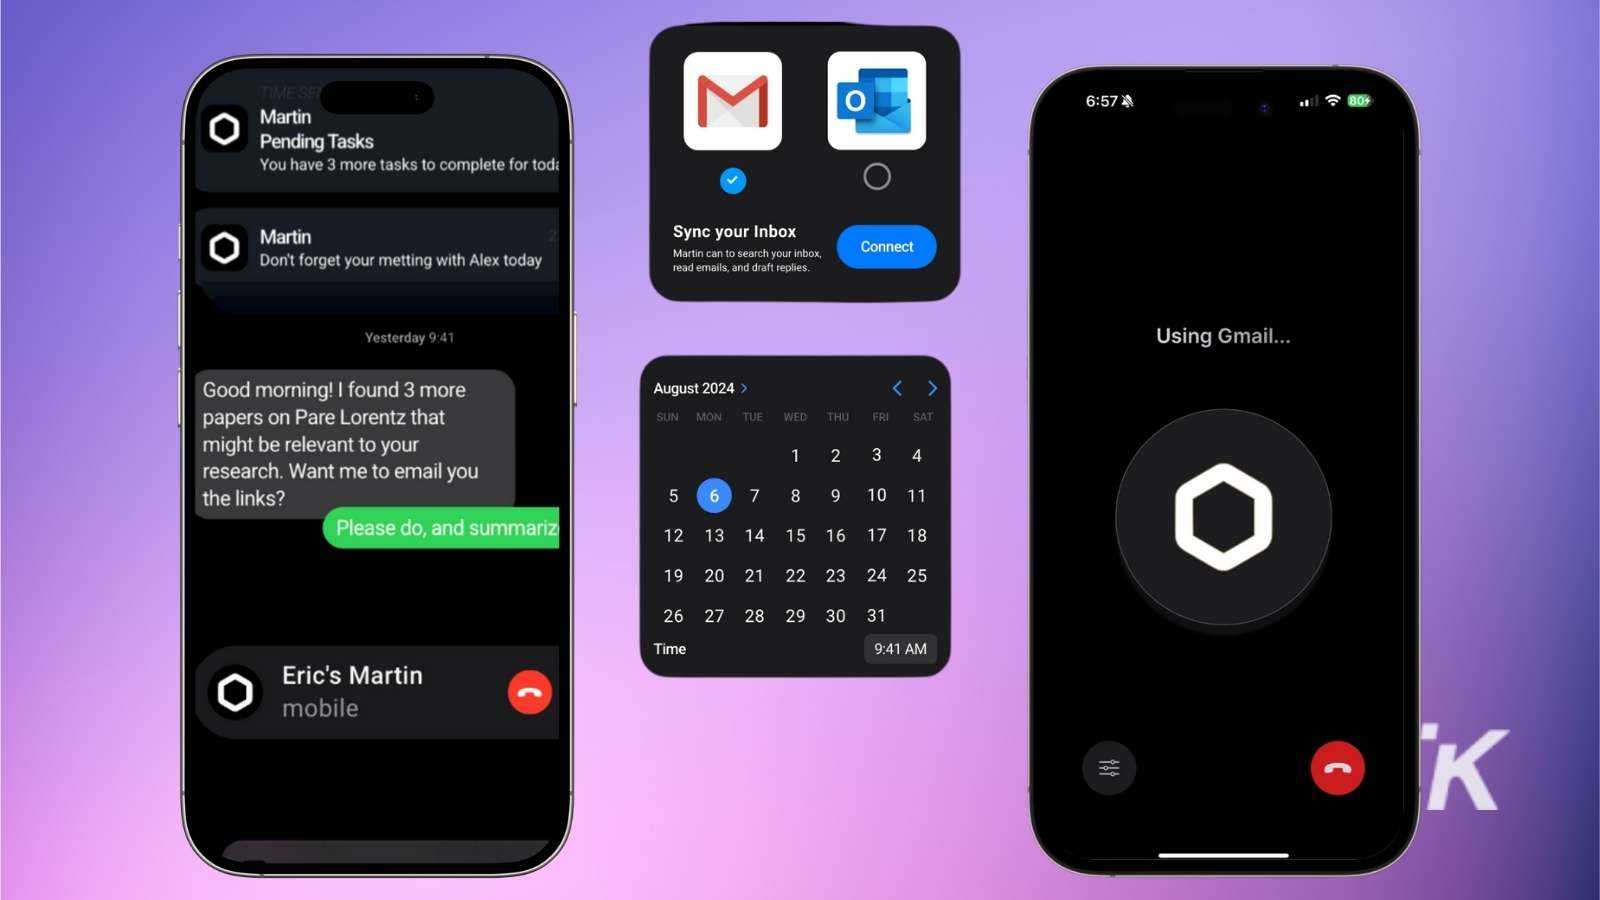 TIME SEN
Martin
Pending Tasks
You have 3 more tasks to complete for toda
Martin
Don't forget your metting with Alex today
Yesterday 9:41
Good morning! I found 3 more
papers on Pare Lorentz that
might be relevant to your
research. Want me to email you
the links?
Please do, and summariz
Eric's Martin
mobile
Sync your Inbox
Martin can to search your inbox,
read emails, and draft replies.
Connect
August 2024
SUN MON TUE WED THU FRI SAT
1 2 3 4
5 6 7 8 9 10 11
12 13 14 15 16 17 18
19 20 21 22 23 24 25
26 27 28 29 30 31
Time 9:41 AM
6:57 80
Using Gmail...
K